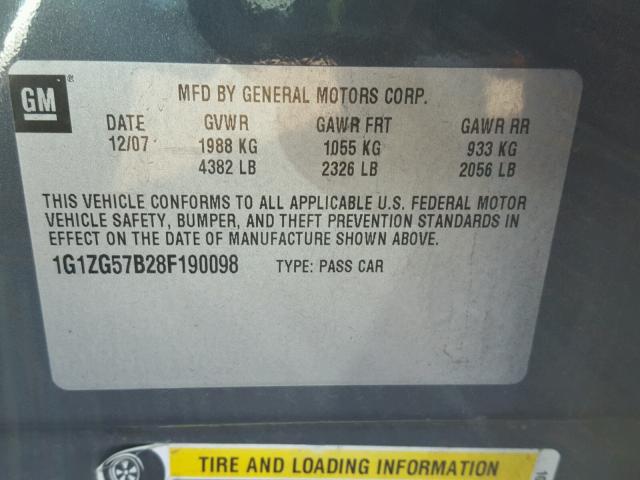 GM ®
MFD BY GENERAL MOTORS CORP.
DATE GVWR GAWR FRT GAWR RR
12/07 1988 KG 1055 KG 933 KG
4382 LB 2326 LB 2056 LB
THIS VEHICLE CONFORMS TO ALL APPLICABLE U.S. FEDERAL MOTOR
VEHICLE SAFETY, BUMPER, AND THEFT PREVENTION STANDARDS IN
EFFECT ON THE DATE OF MANUFACTURE SHOWN ABOVE.
1G1ZG57B28F190098 TYPE: PASS CAR
TIRE AND LOADING INFORMATION